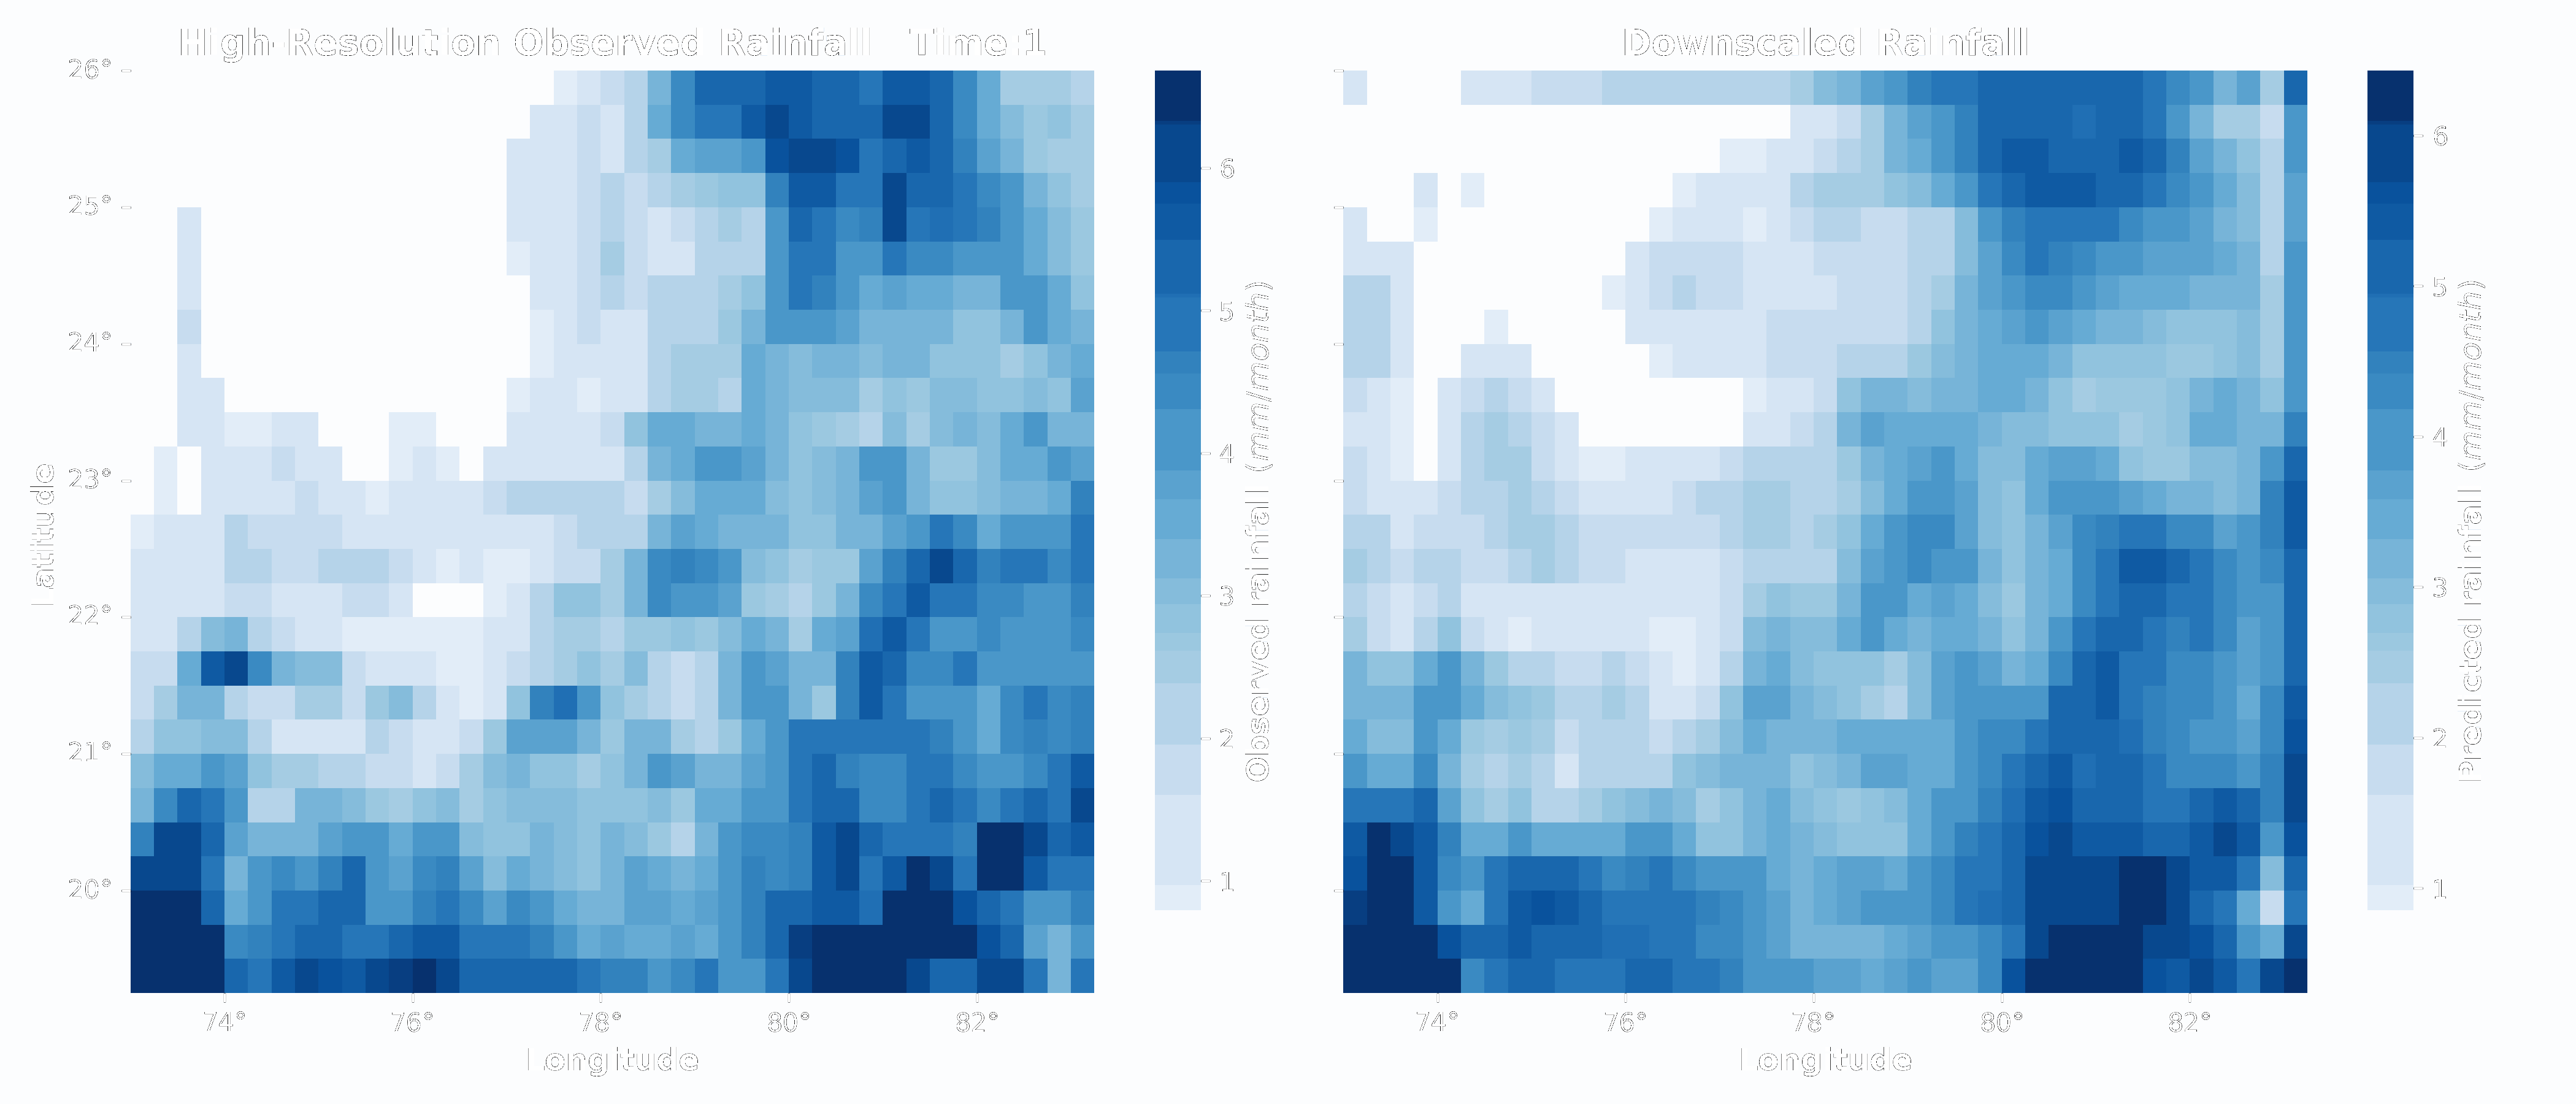 High-Resolution Observed Rainfall - Time 1
26°
25°
24°
23°
22°
21°
20°
Latitude
74° 76° 78° 80° 82°
Longitude
6
5
4
3
2
1
Observed rainfall (mm/month)
Downscaled Rainfall
74° 76° 78° 80° 82°
Longitude
6
5
4
3
2
1
Predicted rainfall (mm/month)